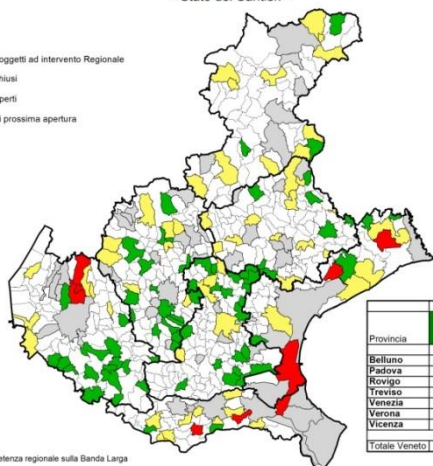 Stato dei Cantieri
oggetti ad intervento Regionale
hiusi
perti
i prossima apertura
Provincia
Belluno
Padova
Rovigo
Treviso
Venezia
Verona
Vicenza
Totale Veneto
etenza regionale sulla Banda Larga